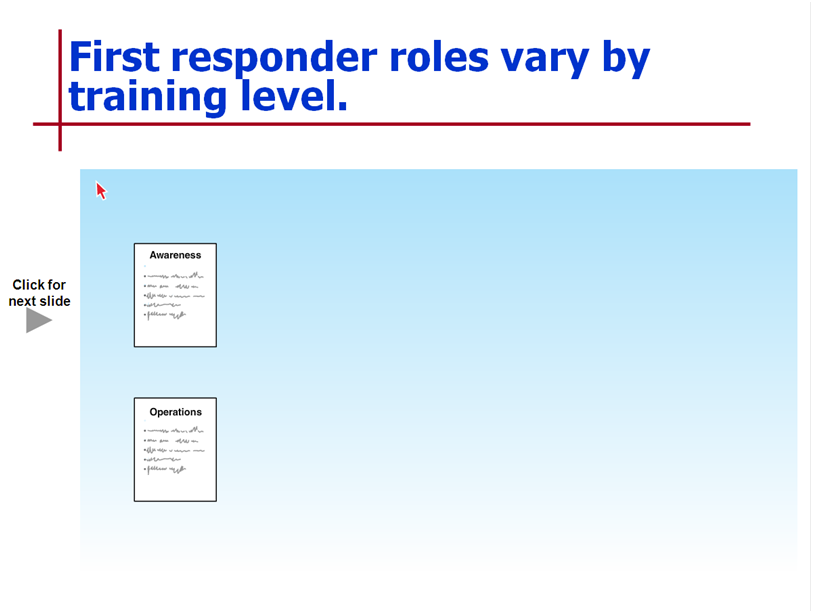 First responder roles vary by
training level.
Click for
next slide
Awareness
Operations